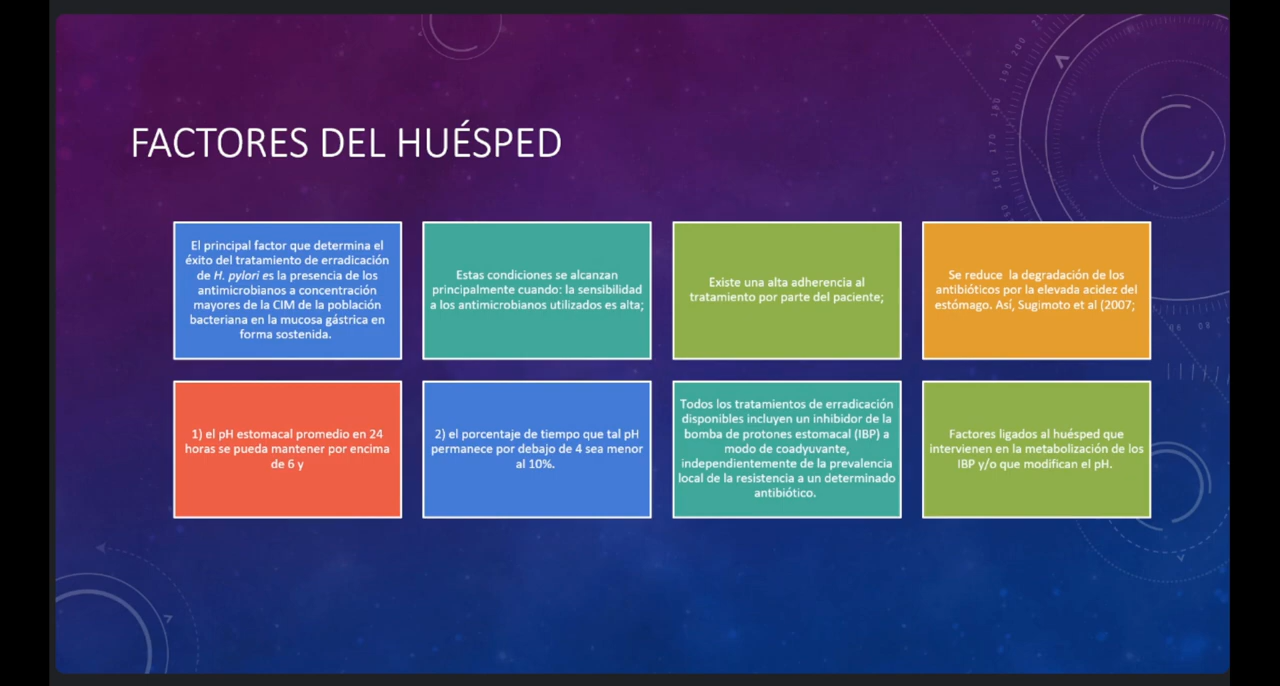 FACTORES DEL HUÉSPED
El principal factor que determina el
éxito del tratamiento de erradicación
de H. pylori es la presencia de los
antimicrobianos a concentración
mayores de la CIM de la población
bacteriana en la mucosa gástrica en
forma sostenida.
Estas condiciones se alcanzan
principalmente cuando: la sensibilidad
a los antimicrobianos utilizados es alta;
Existe una alta adherencia al
tratamiento por parte del paciente;
Se reduce la degradación de los
antibióticos por la elevada acidez del
estómago. Así, Sugimoto et al (2007;
1) el pH estomacal promedio en 24
horas se pueda mantener por encima
de 6 y
2) el porcentaje de tiempo que tal pH
permanece por debajo de 4 sea menor
al 10%.
Todos los tratamientos de erradicación
disponibles incluyen un inhibidor de la
bomba de protones estomacal (IBP) a
modo de coadyuvante,
independientemente de la prevalencia
local de la resistencia a un determinado
antibiótico.
Factores ligados al huésped que
intervienen en la metabolización de los
IBP y/o que modifican el pH.